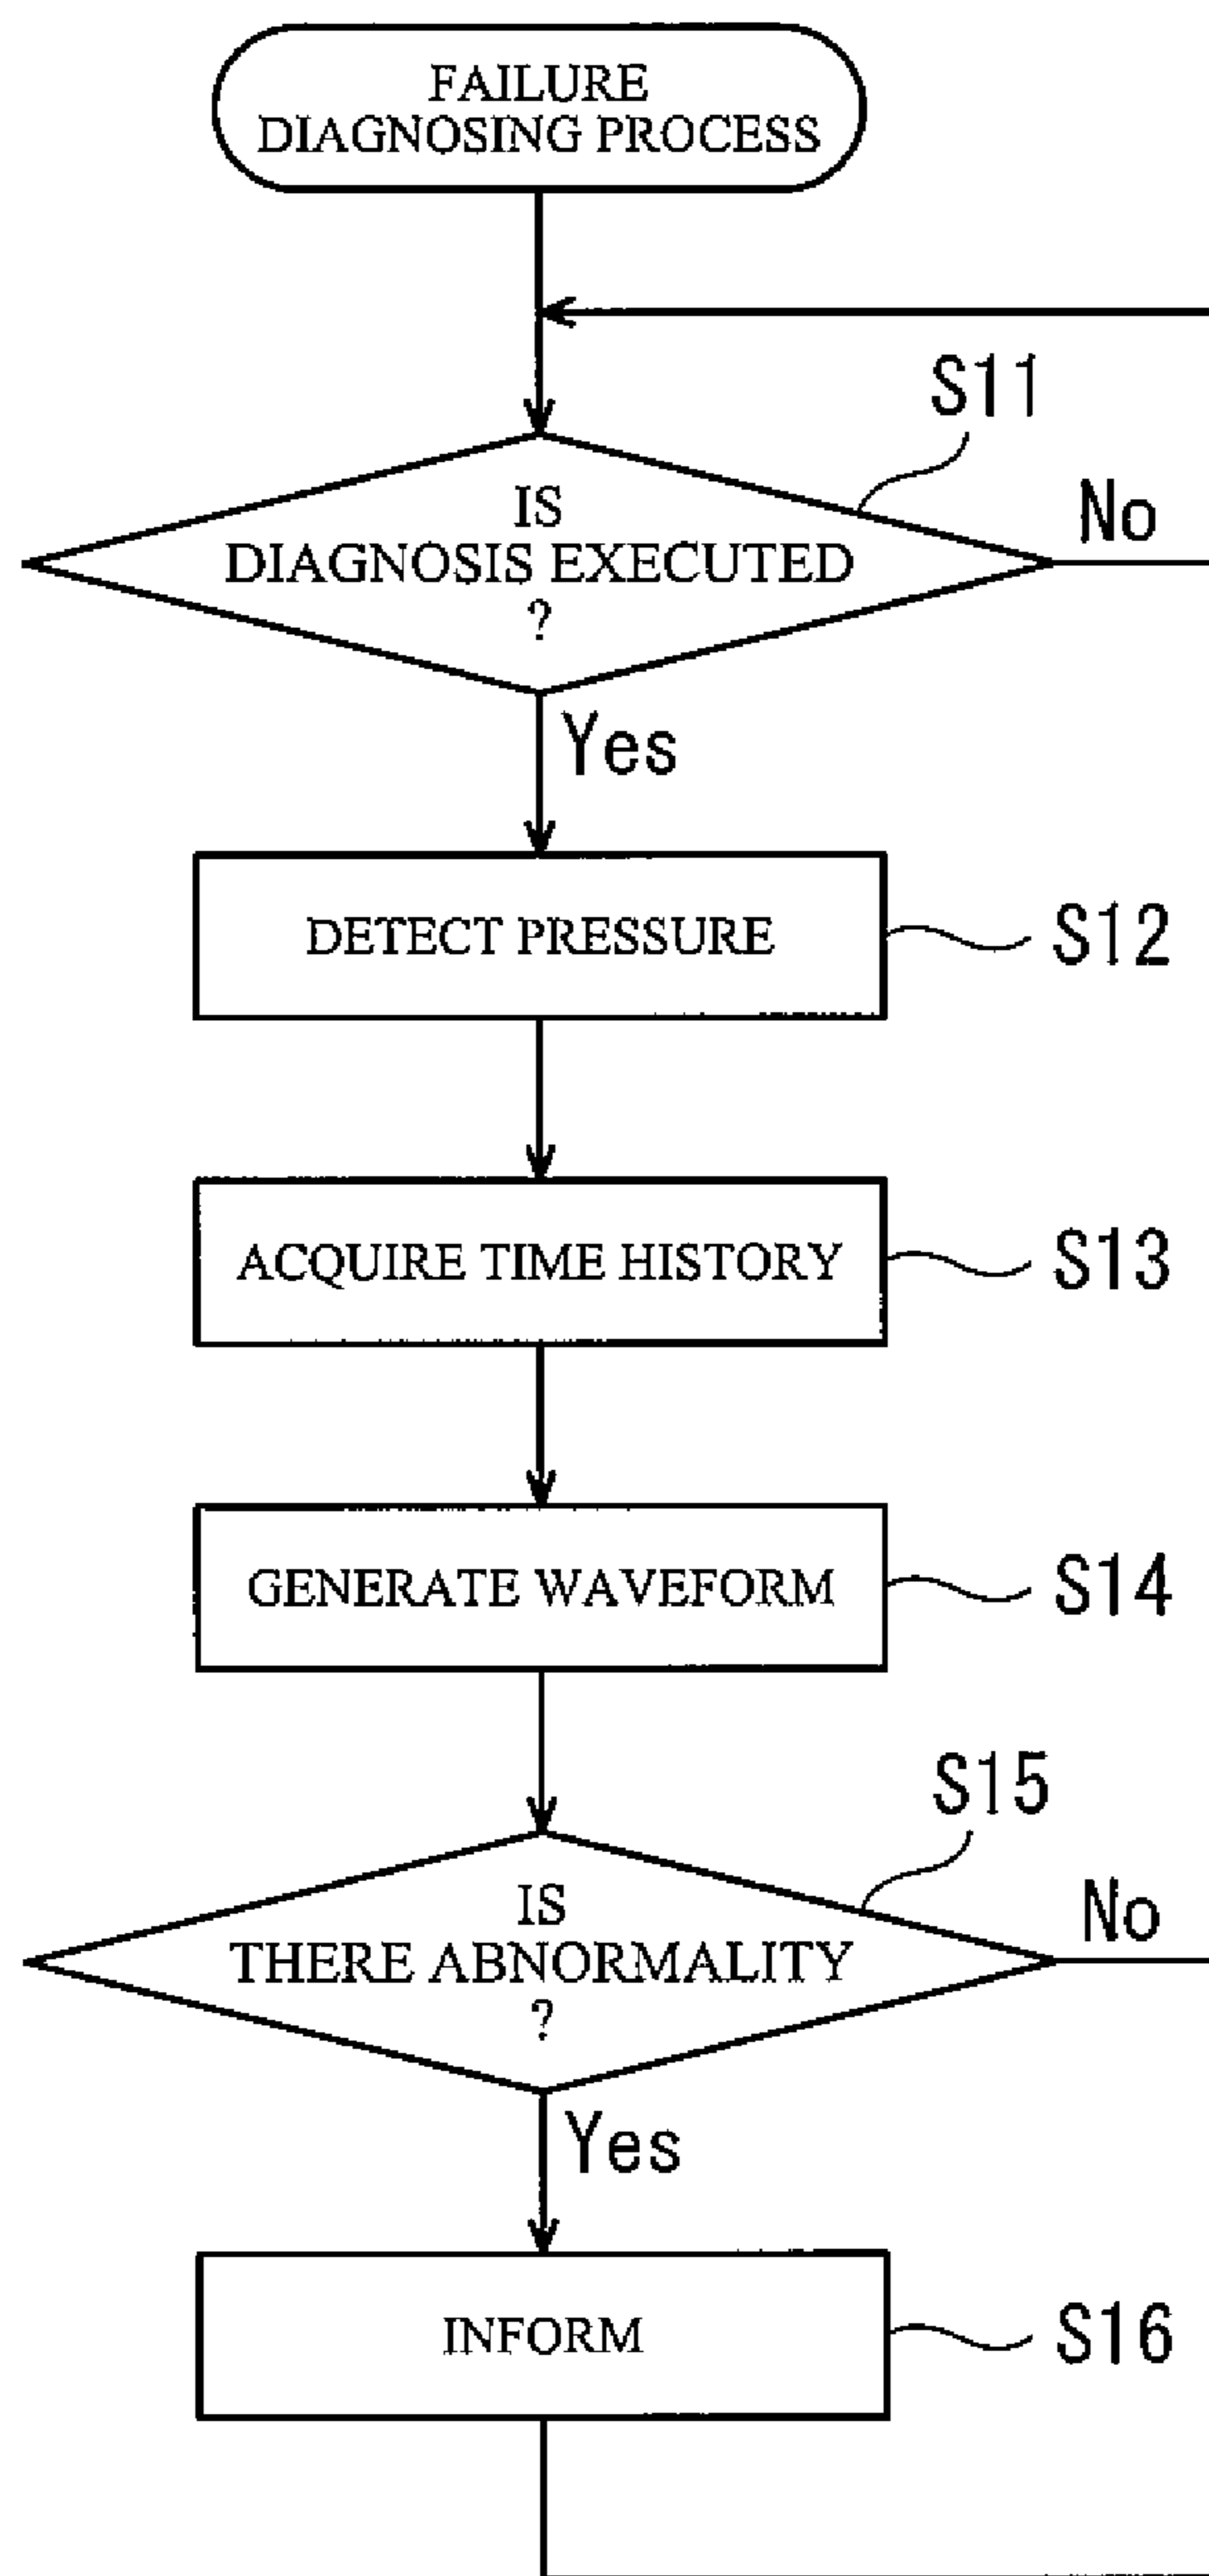 FAILURE
DIAGNOSING PROCESS
S11
IS
DIAGNOSIS EXECUTED
?
No
Yes
DETECT PRESSURE
S12
ACQUIRE TIME HISTORY
S13
GENERATE WAVEFORM
S14
S15
IS
THERE ABNORMALITY
?
No
Yes
INFORM
S16